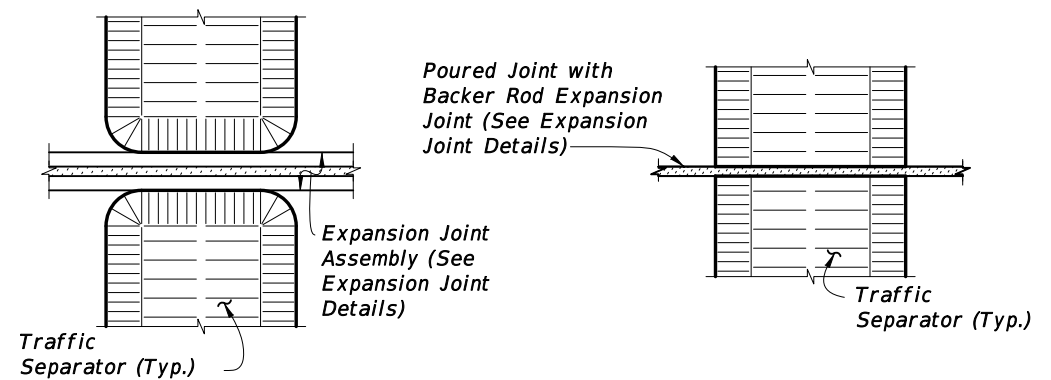 Poured Joint with
Backer Rod Expansion
Joint (See Expansion
Joint Details)
Expansion Joint
Assembly (See
Expansion Joint
Details)
Traffic
Separator (Typ.)
Traffic
Separator (Typ.)